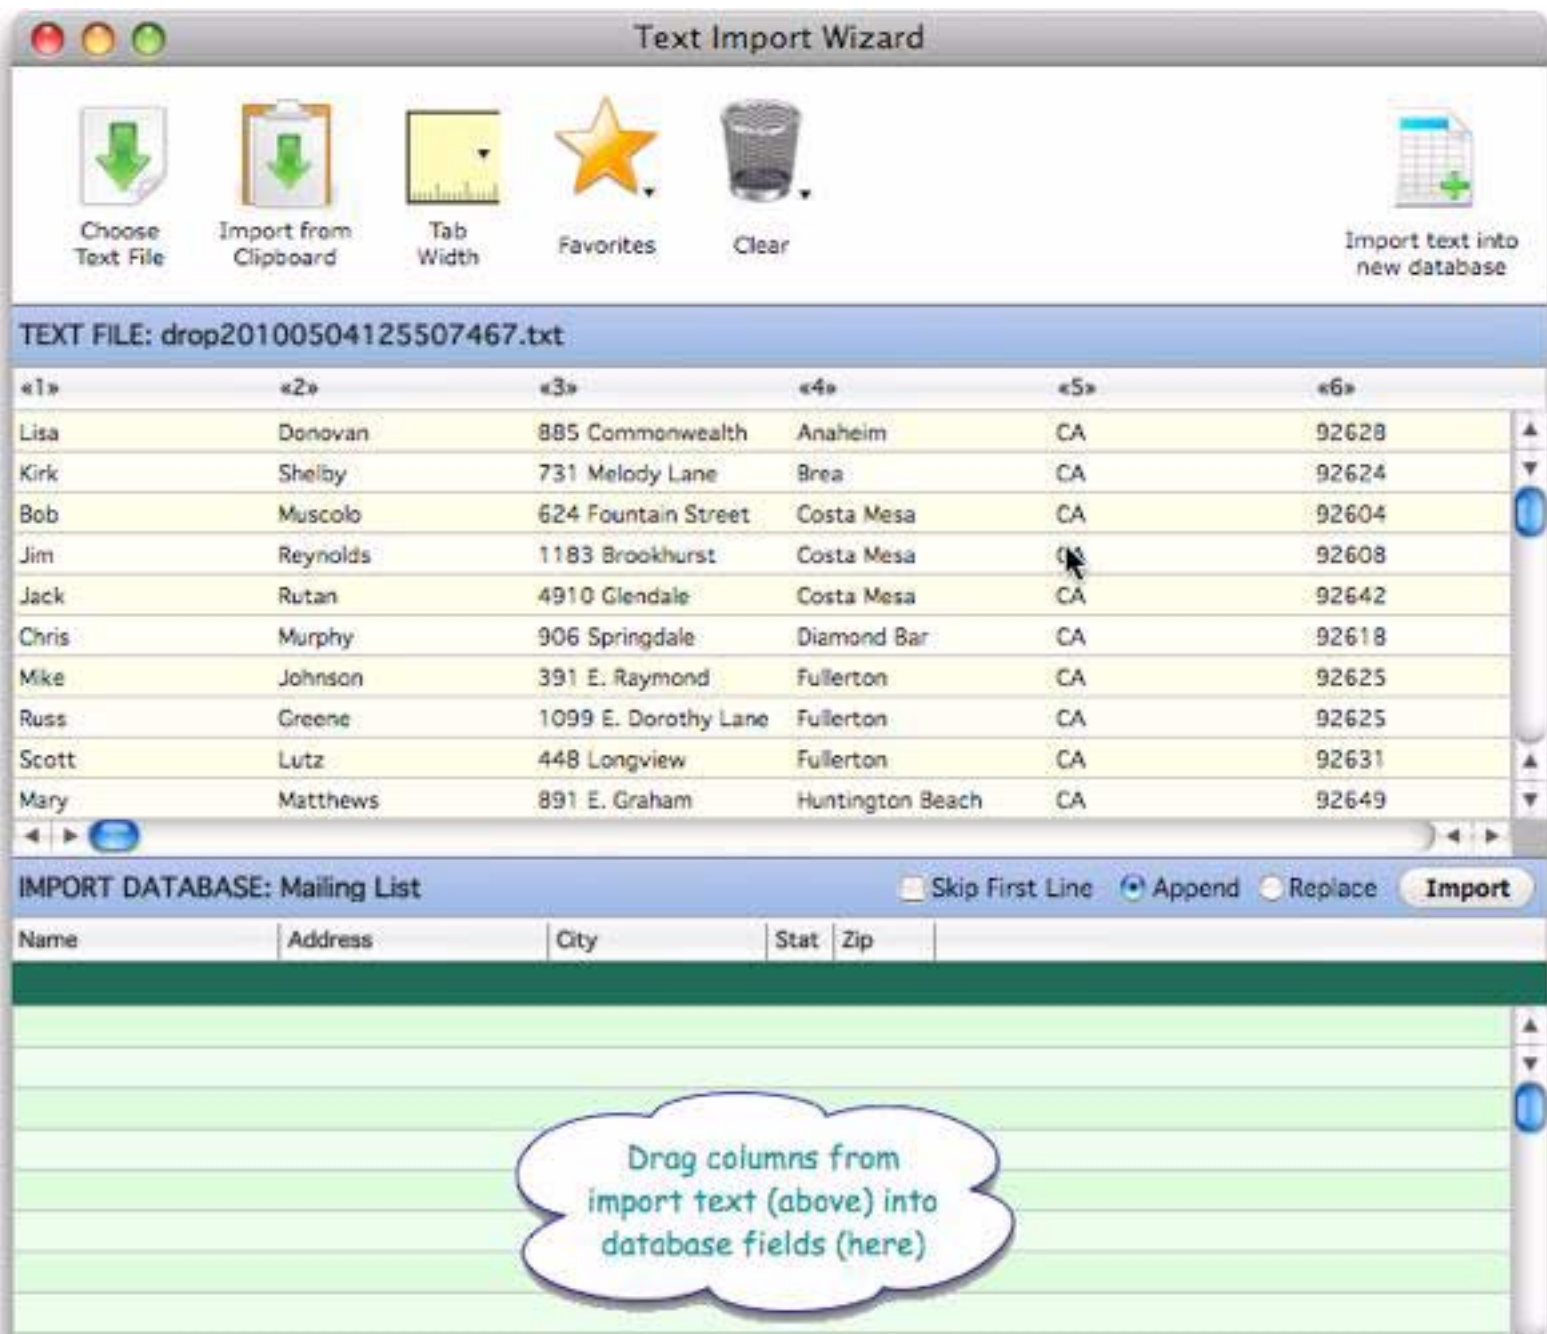 Text Import Wizard
Choose Text File
Import from Clipboard
Tab Width
Favorites
Clear
Import text into new database
TEXT FILE: drop20100504125507467.txt
«1» «2» «3» «4» «5» «6»
Lisa Donovan 885 Commonwealth Anaheim CA 92628
Kirk Shelby 731 Melody Lane Brea CA 92624
Bob Muscolo 624 Fountain Street Costa Mesa CA 92604
Jim Reynolds 1183 Brookhurst Costa Mesa 92608
Jack Rutan 4910 Glendale Costa Mesa CA 92642
Chris Murphy 906 Springdale Diamond Bar CA 92618
Mike Johnson 391 E. Raymond Fullerton CA 92625
Russ Greene 1099 E. Dorothy Lane Fullerton CA 92625
Scott Lutz 448 Longview Fullerton CA 92631
Mary Matthews 891 E. Graham Huntington Beach CA 92649
IMPORT DATABASE: Mailing List Skip First Line Append Replace Import
Name Address City Stat Zip
Drag columns from
import text (above) into
database fields (here)